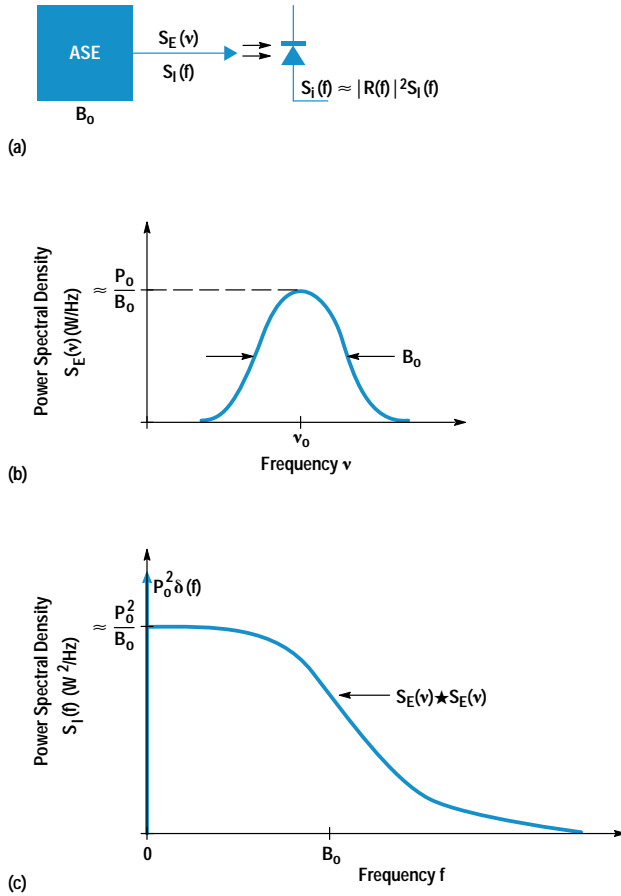 ASE
S_E(ν)
S_I(f)
B_o
S_i(f) ≈ |R(f)|²S_I(f)
(a)
Power Spectral Density
S_E(ν) (W/Hz)
≈ P_o/B_o
B_o
ν_o
Frequency ν
(b)
Power Spectral Density
S_I(f) (W²/Hz)
P_o²δ(f)
≈ P_o²/B_o
S_E(ν)★S_E(ν)
0
B_o
Frequency f
(c)